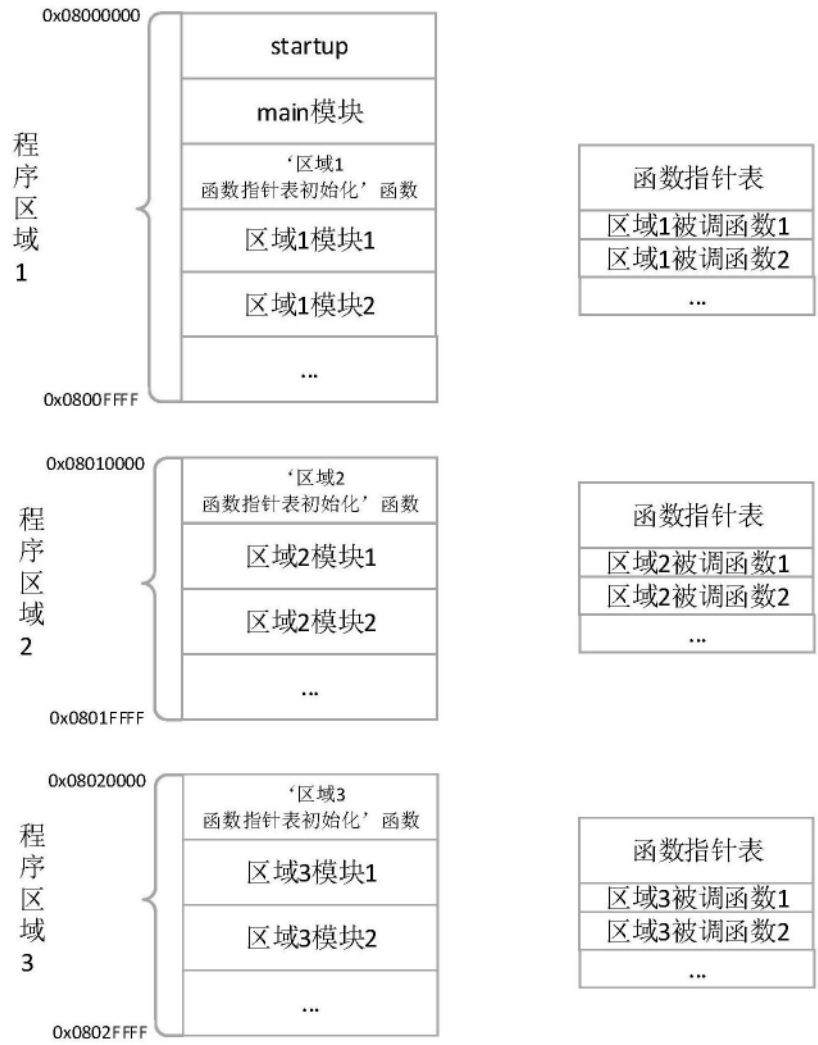 0x08000000
startup
main模块
‘区域1
函数指针表初始化’函数
区域1模块1
区域1模块2
...
0x0800FFFF
程序区域1
函数指针表
区域1被调函数1
区域1被调函数2
...
0x08010000
‘区域2
函数指针表初始化’函数
区域2模块1
区域2模块2
...
0x0801FFFF
程序区域2
函数指针表
区域2被调函数1
区域2被调函数2
...
0x08020000
‘区域3
函数指针表初始化’函数
区域3模块1
区域3模块2
...
0x0802FFFF
程序区域3
函数指针表
区域3被调函数1
区域3被调函数2
...